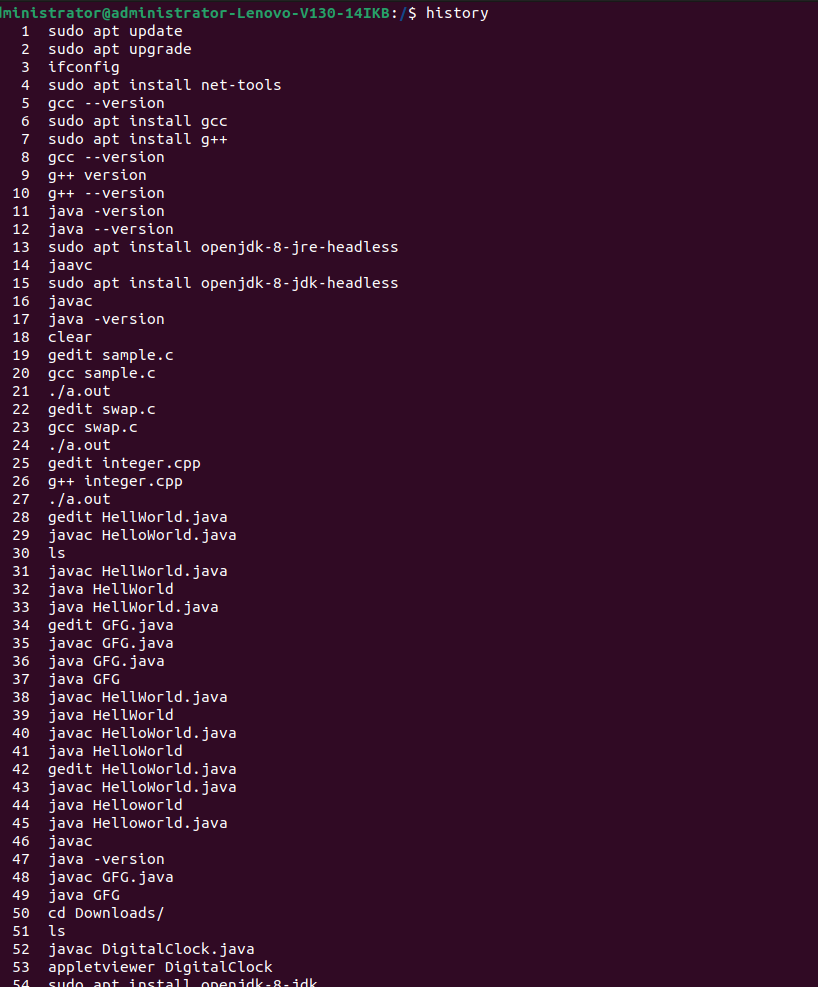 dministrator@administrator-Lenovo-V130-14IKB:/$ history
1 sudo apt update
2 sudo apt upgrade
3 ifconfig
4 sudo apt install net-tools
5 gcc --version
6 sudo apt install gcc
7 sudo apt install g++
8 gcc --version
9 g++ version
10 g++ --version
11 java -version
12 java --version
13 sudo apt install openjdk-8-jre-headless
14 jaavc
15 sudo apt install openjdk-8-jdk-headless
16 javac
17 java -version
18 clear
19 gedit sample.c
20 gcc sample.c
21 ./a.out
22 gedit swap.c
23 gcc swap.c
24 ./a.out
25 gedit integer.cpp
26 g++ integer.cpp
27 ./a.out
28 gedit HellWorld.java
29 javac HelloWorld.java
30 ls
31 javac HellWorld.java
32 java HellWorld
33 java HellWorld.java
34 gedit GFG.java
35 javac GFG.java
36 java GFG.java
37 java GFG
38 javac HellWorld.java
39 java HellWorld
40 javac HelloWorld.java
41 java HelloWorld
42 gedit HelloWorld.java
43 javac HelloWorld.java
44 java Helloworld
45 java Helloworld.java
46 javac
47 java -version
48 javac GFG.java
49 java GFG
50 cd Downloads/
51 ls
52 javac DigitalClock.java
53 appletviewer DigitalClock
54 sudo apt install openjdk-8-jdk